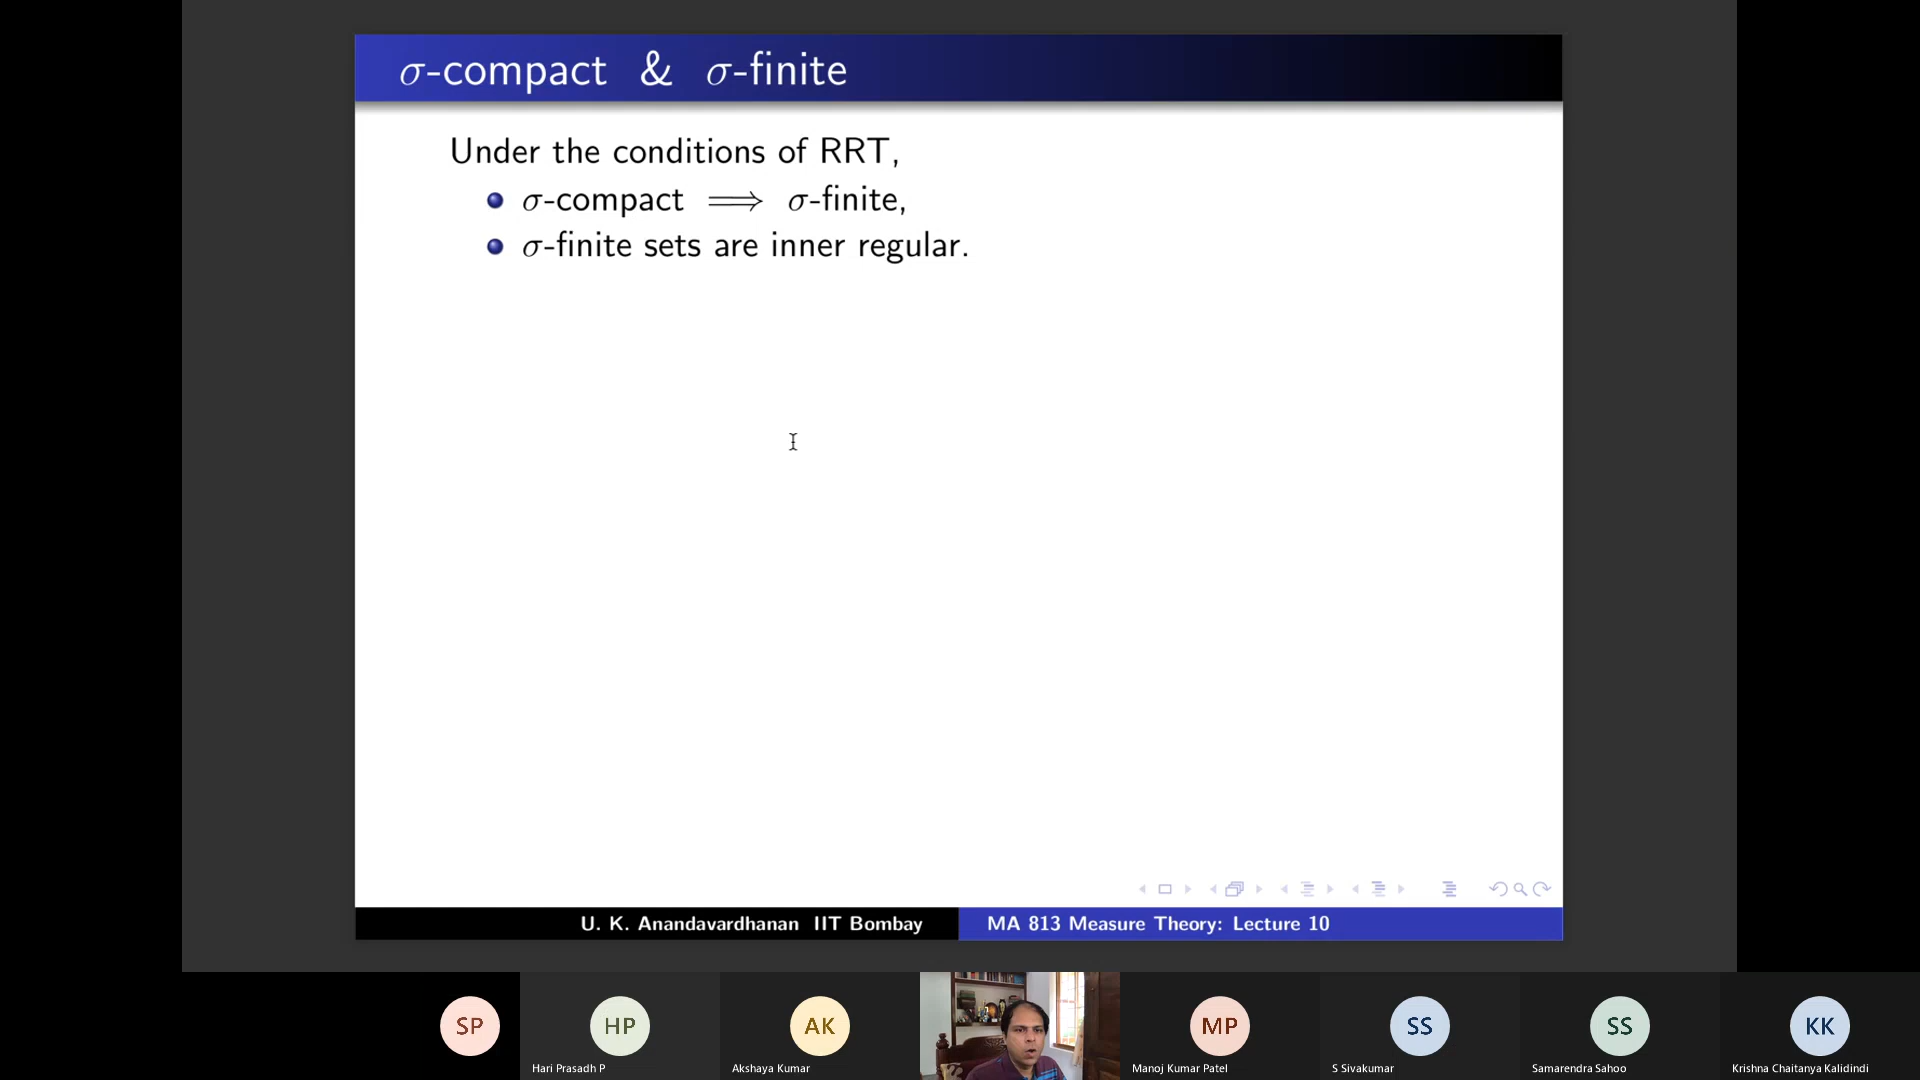 σ-compact & σ-finite
Under the conditions of RRT,
σ-compact ⟹ σ-finite,
σ-finite sets are inner regular.
U. K. Anandavardhanan IIT Bombay
MA 813 Measure Theory: Lecture 10
SP
HP
AK
MP
SS
SS
KK
Hari Prasadh P
Akshaya Kumar
Manoj Kumar Patel
S Sivakumar
Samarendra Sahoo
Krishna Chaitanya Kalidindi